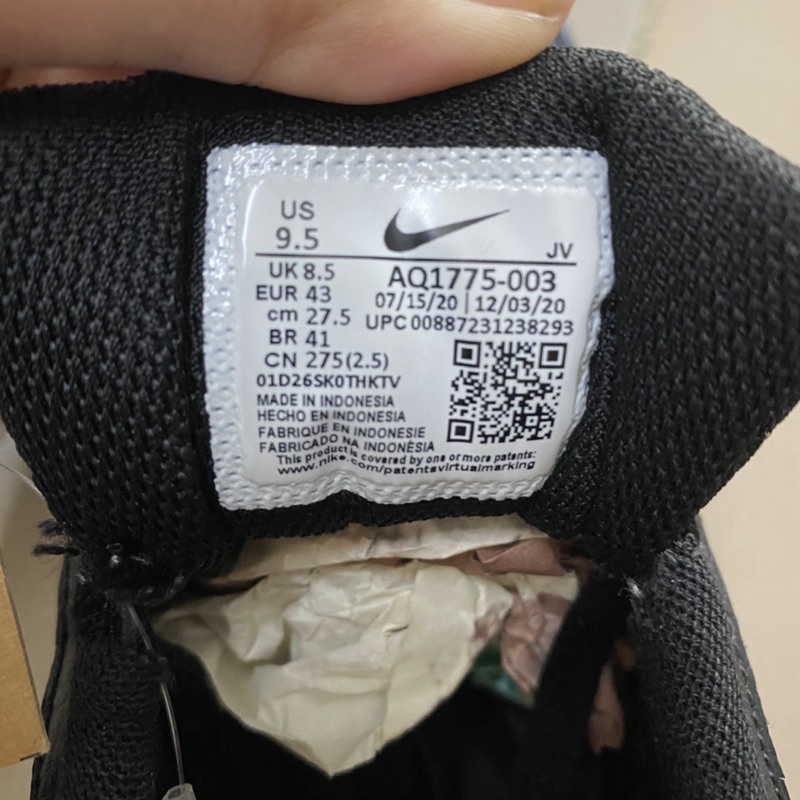 US
9.5
JV
UK 8.5
EUR 43
cm 27.5
BR 41
CN 275(2.5)
AQ1775-003
07/15/20 | 12/03/20
UPC 00887231238293
01D26SK0THKTV
MADE IN INDONESIA
HECHO EN INDONESIA
FABRIQUE EN INDONESIE
FABRICADO NA INDONÈSIA
This product is covered by one or more patents:
www.nike.com/patentsvirtualmarking